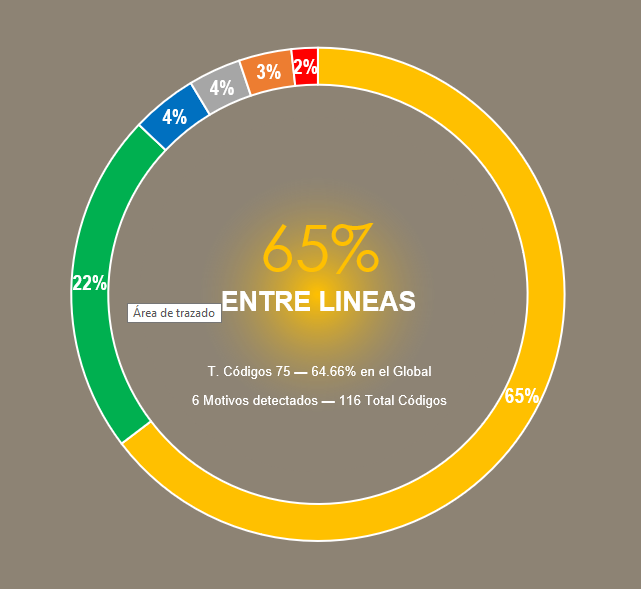 2%
3%
4%
4%
65%
22%
ENTRE LINEAS
Área de trazado
T. Códigos 75 — 64.66% en el Global
65%
6 Motivos detectados — 116 Total Códigos